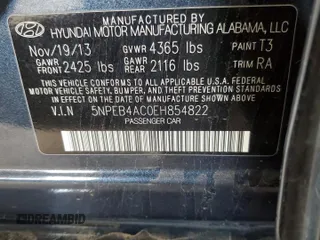 HYUNDAI MANUFACTURED BY
HYUNDAI MOTOR MANUFACTURING ALABAMA, LLC
Nov/19/13 GVWR 4365 lbs PAINT T3
GAWR FRONT 2425 lbs GAWR REAR 2116 lbs TRIM RA
THIS VEHICLE CONFORMS TO ALL APPLICABLE U.S. FEDERAL
MOTOR VEHICLE SAFETY, BUMPER, AND THEFT PREVENTION
STANDARDS IN EFFECT ON THE DATE OF MANUFACTURE SHOWN ABOVE.
V.I.N 5NPEB4AC0EH854822
PASSENGER CAR
© IDREAMBID